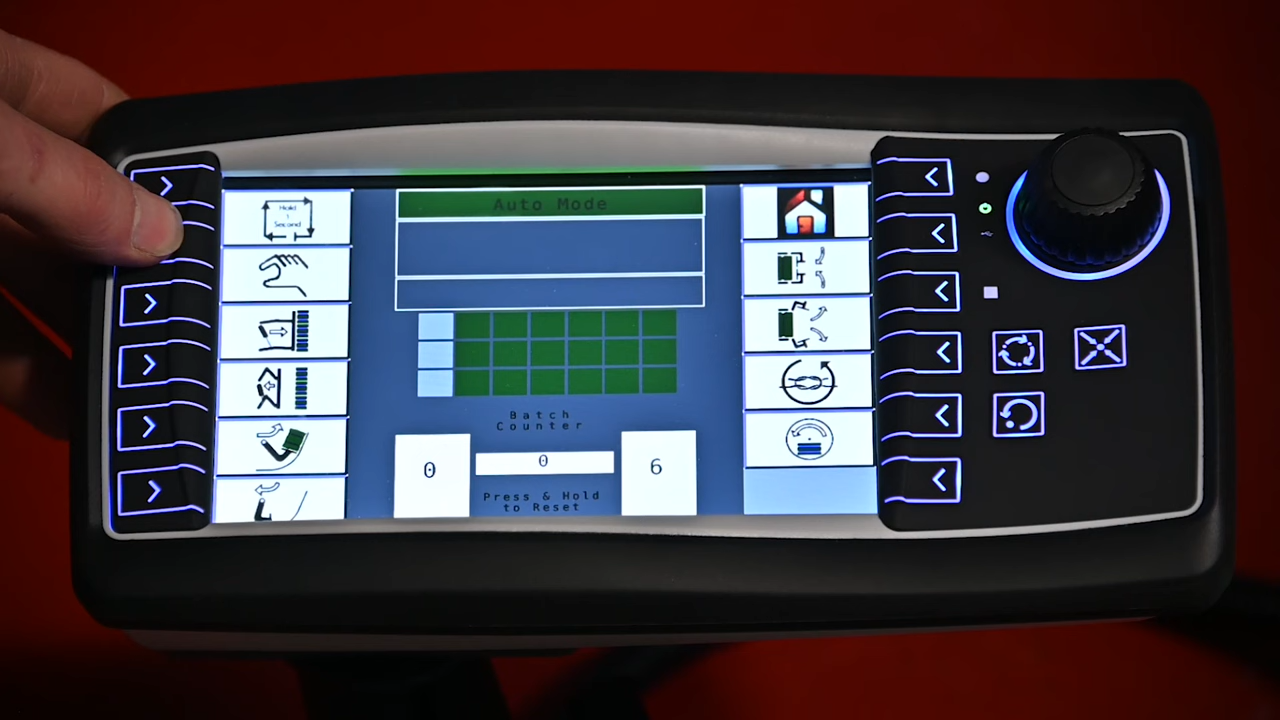 Hold
1
Second
Auto Mode
Batch
Counter
0
0
6
Press & Hold
to Reset